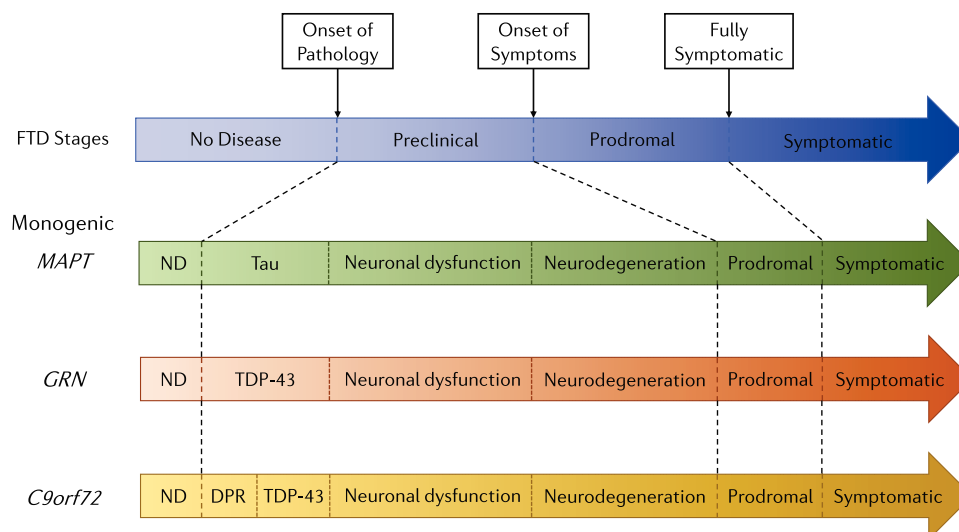 Onset of
Pathology
Onset of
Symptoms
Fully
Symptomatic
FTD Stages
No Disease
Preclinical
Prodromal
Symptomatic
Monogenic
MAPT
ND
Tau
Neuronal dysfunction
Neurodegeneration
Prodromal
Symptomatic
GRN
ND
TDP-43
Neuronal dysfunction
Neurodegeneration
Prodromal
Symptomatic
C9orf72
ND
DPR
TDP-43
Neuronal dysfunction
Neurodegeneration
Prodromal
Symptomatic